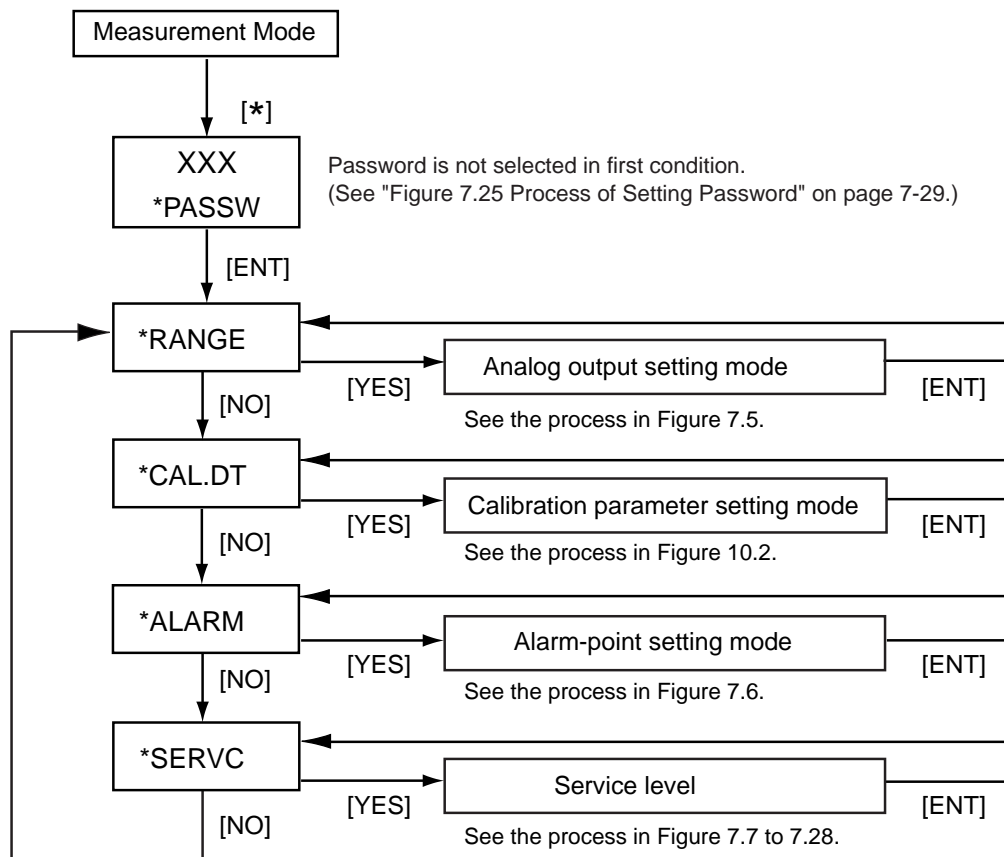 Measurement Mode
[*]
XXX
*PASSW
Password is not selected in first condition.
(See "Figure 7.25 Process of Setting Password" on page 7-29.)
[ENT]
*RANGE
[YES]
Analog output setting mode
[ENT]
See the process in Figure 7.5.
[NO]
*CAL.DT
[YES]
Calibration parameter setting mode
[ENT]
See the process in Figure 10.2.
[NO]
*ALARM
[YES]
Alarm-point setting mode
[ENT]
See the process in Figure 7.6.
[NO]
*SERVC
[YES]
Service level
[ENT]
See the process in Figure 7.7 to 7.28.
[NO]